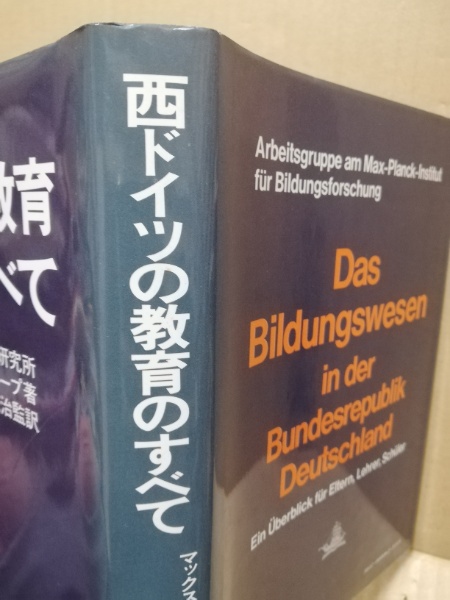 教育
べて
研究所
ープ著
治監訳
西ドイツの教育のすべて
マックス
Arbeitsgruppe am Max-Planck-Institut
für Bildungsforschung
Das
Bildungswesen
in der
Bundesrepublik
Deutschland
Ein Überblick für Eltern, Lehrer, Schüler